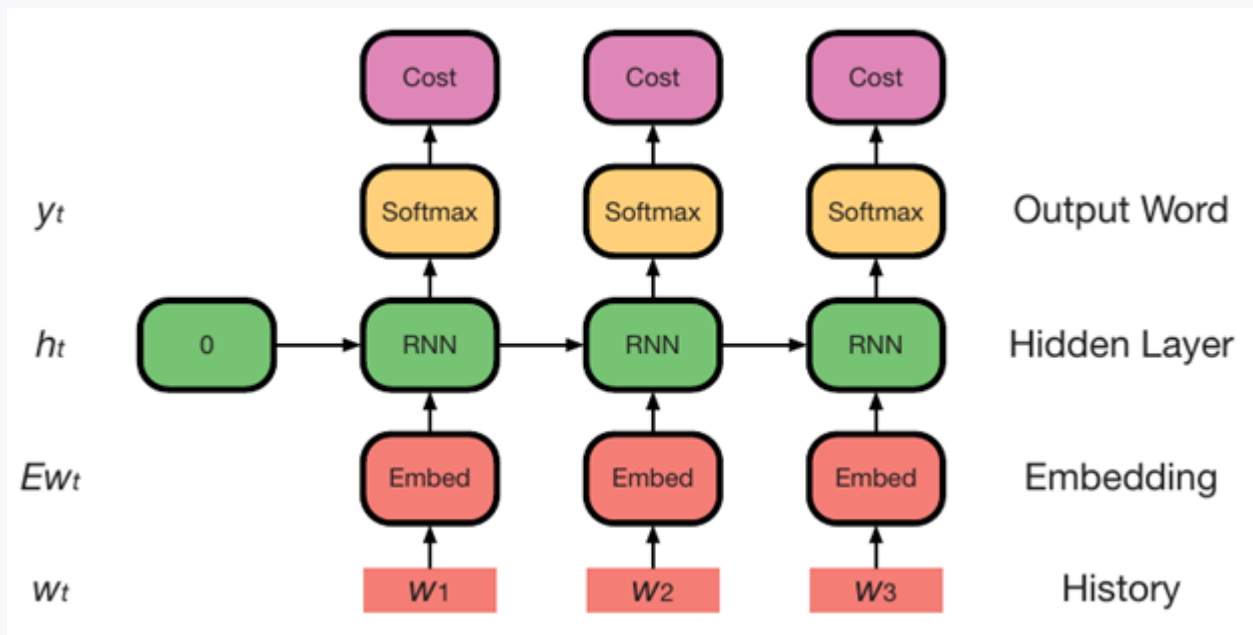 Cost Cost Cost
yt Softmax Softmax Softmax Output Word
ht 0 RNN RNN RNN Hidden Layer
Ewt Embed Embed Embed Embedding
wt w1 w2 w3 History